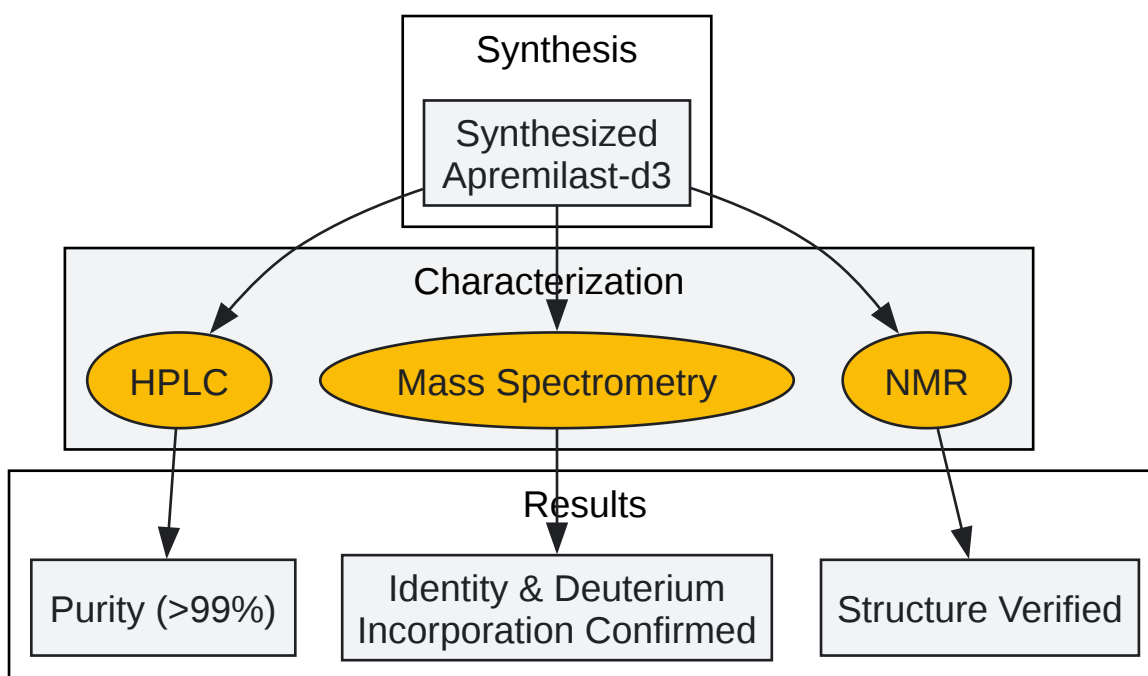 Synthesis
Synthesized
Apremilast-d3
Characterization
HPLC
Mass Spectrometry
NMR
Results
Purity (>99%)
Identity & Deuterium
Incorporation Confirmed
Structure Verified